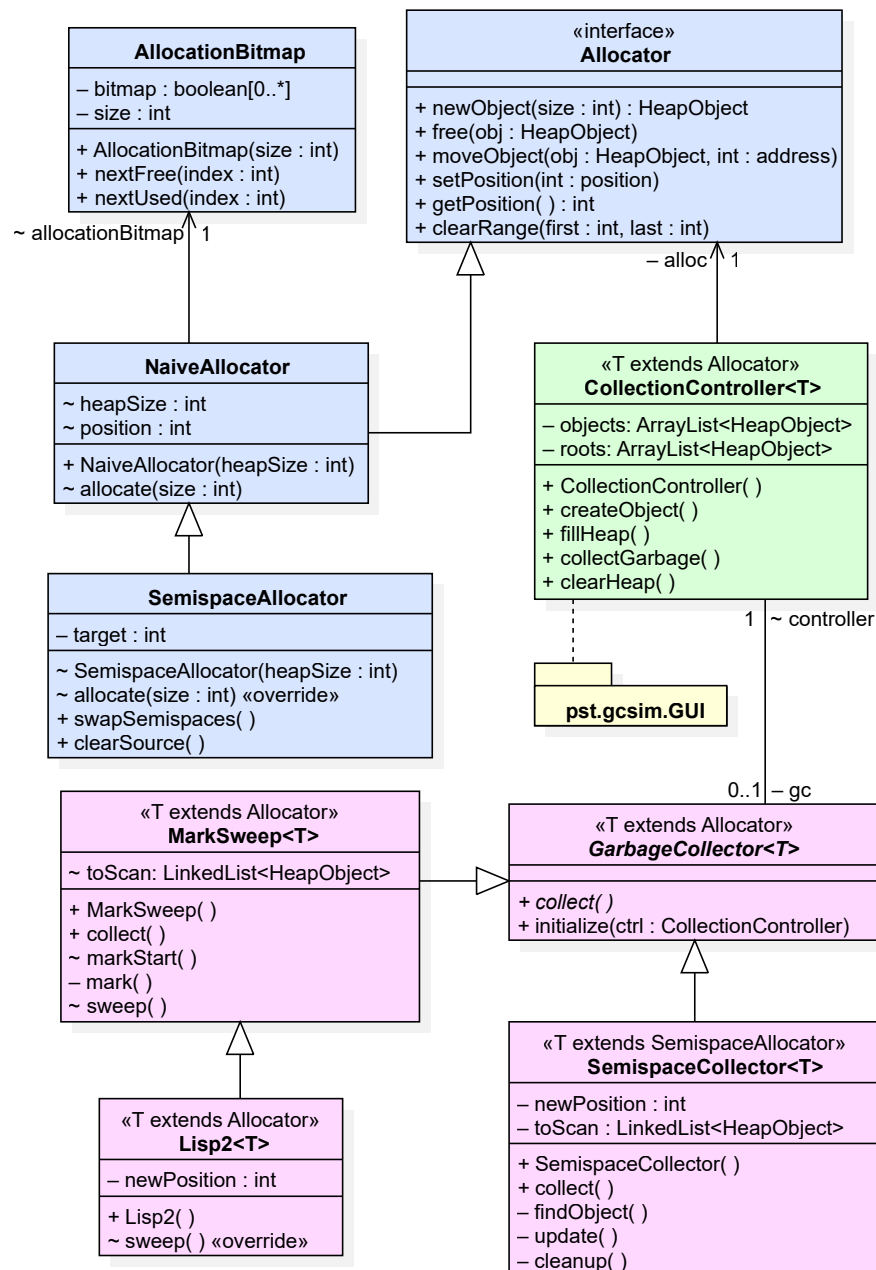 AllocationBitmap
– bitmap : boolean[0..*]
– size : int
+ AllocationBitmap(size : int)
+ nextFree(index : int)
+ nextUsed(index : int)
«interface»
Allocator
+ newObject(size : int) : HeapObject
+ free(obj : HeapObject)
+ moveObject(obj : HeapObject, int : address)
+ setPosition(int : position)
+ getPosition( ) : int
+ clearRange(first : int, last : int)
~ allocationBitmap 1
– alloc 1
NaiveAllocator
~ heapSize : int
~ position : int
+ NaiveAllocator(heapSize : int)
~ allocate(size : int)
«T extends Allocator»
CollectionController<T>
– objects: ArrayList<HeapObject>
– roots: ArrayList<HeapObject>
+ CollectionController( )
+ createObject( )
+ fillHeap( )
+ collectGarbage( )
+ clearHeap( )
SemispaceAllocator
– target : int
~ SemispaceAllocator(heapSize : int)
~ allocate(size : int) «override»
+ swapSemispaces( )
+ clearSource( )
1 ~ controller
pst.gcsim.GUI
0..1 – gc
«T extends Allocator»
MarkSweep<T>
~ toScan: LinkedList<HeapObject>
+ MarkSweep( )
+ collect( )
~ markStart( )
– mark( )
~ sweep( )
«T extends Allocator»
GarbageCollector<T>
+ collect( )
+ initialize(ctrl : CollectionController)
«T extends Allocator»
Lisp2<T>
– newPosition : int
+ Lisp2( )
~ sweep( ) «override»
«T extends SemispaceAllocator»
SemispaceCollector<T>
– newPosition : int
– toScan : LinkedList<HeapObject>
+ SemispaceCollector( )
+ collect( )
– findObject( )
– update( )
– cleanup( )